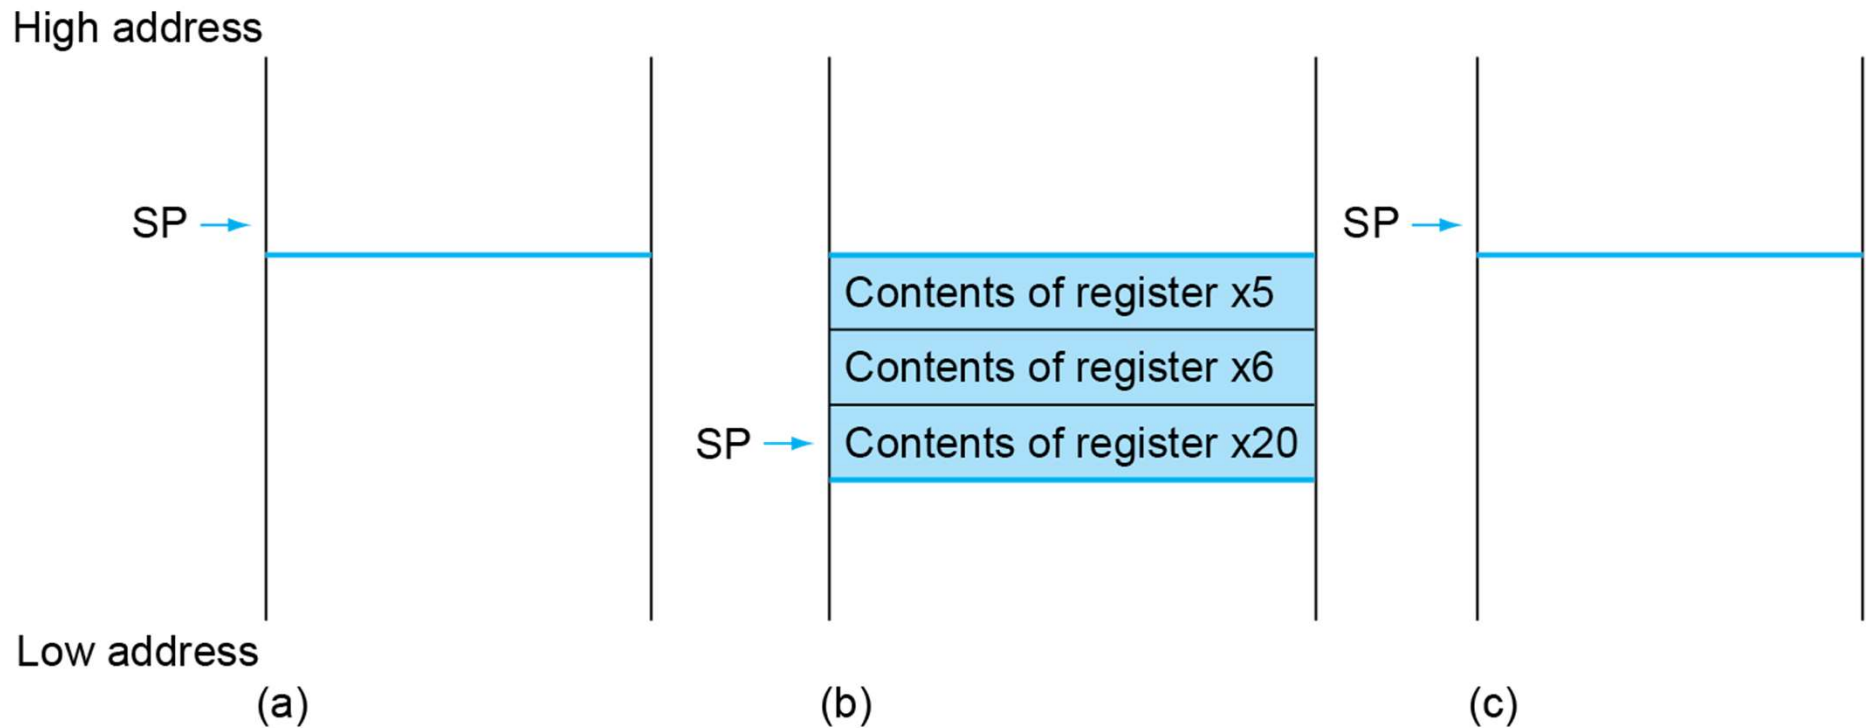 High address
SP
SP
Contents of register x5
Contents of register x6
SP
Contents of register x20
Low address
(a)
(b)
(c)